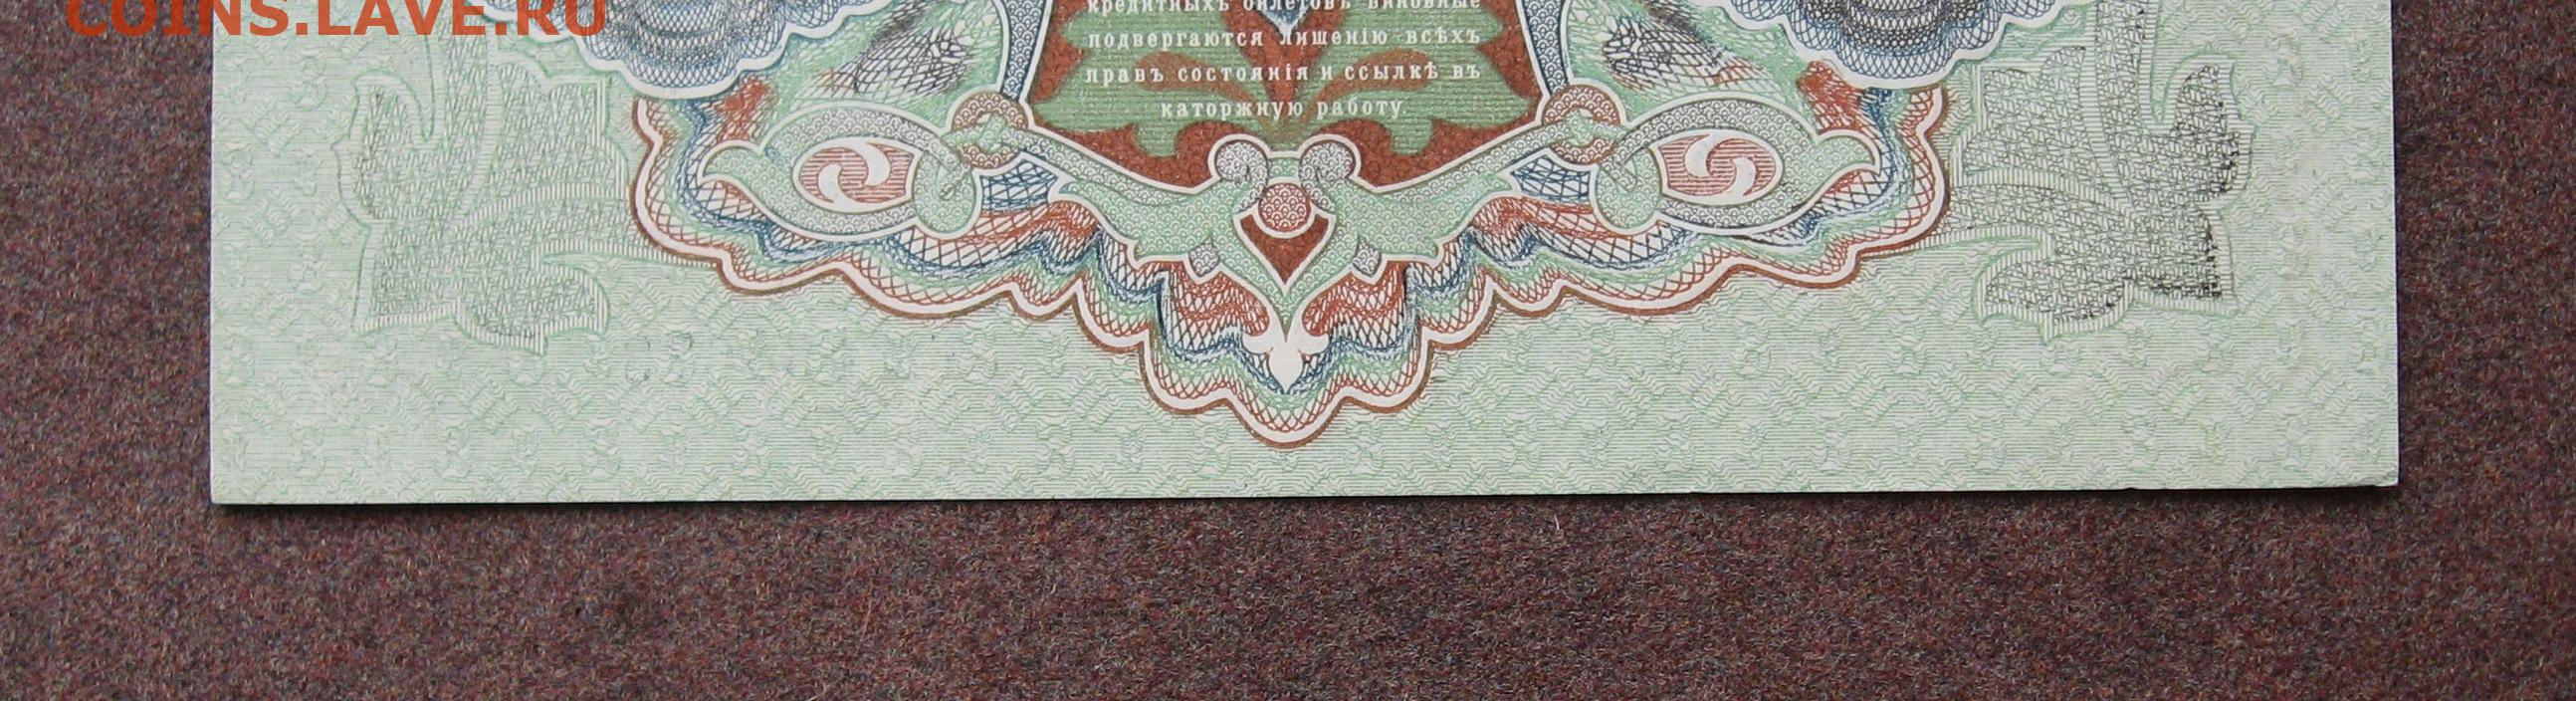 COINS.LAVE.RU
кредитныхъ билетовъ виновные
подвергаются лишенію всѣхъ
правъ состоянія и ссылкѣ въ
каторжную работу.